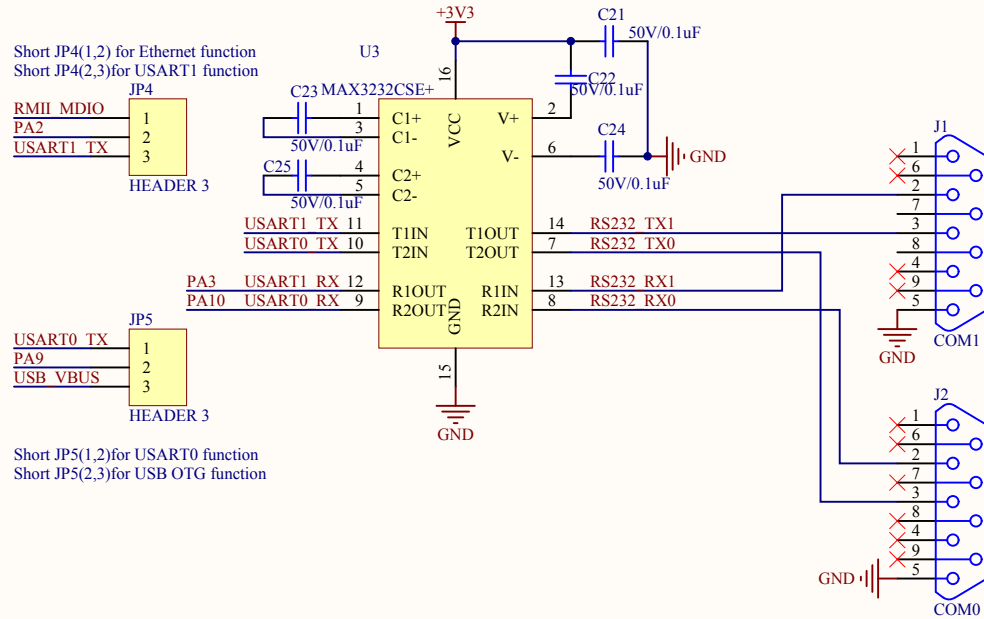 +3V3
C21
50V/0.1uF
Short JP4(1,2) for Ethernet function
Short JP4(2,3)for USART1 function
U3
16
C22
50V/0.1uF
JP4
C23
MAX3232CSE+
RMII_MDIO
1
PA2
2
USART1_TX
3
HEADER 3
1
C1+
VCC
V+
2
3
C1-
50V/0.1uF
C24
V-
6
GND
50V/0.1uF
C25
4
C2+
5
C2-
50V/0.1uF
USART1_TX
11
T1IN
T1OUT
14
RS232_TX1
USART0_TX
10
T2IN
T2OUT
7
RS232_TX0
PA3
USART1_RX
12
R1OUT
R1IN
13
RS232_RX1
PA10
USART0_RX
9
R2OUT
GND
R2IN
8
RS232_RX0
15
GND
J1
1
6
2
7
3
8
4
9
5
GND
COM1
JP5
USART0_TX
1
PA9
2
USB_VBUS
3
HEADER 3
Short JP5(1,2)for USART0 function
Short JP5(2,3)for USB OTG function
J2
1
6
2
7
3
8
4
9
5
GND
COM0